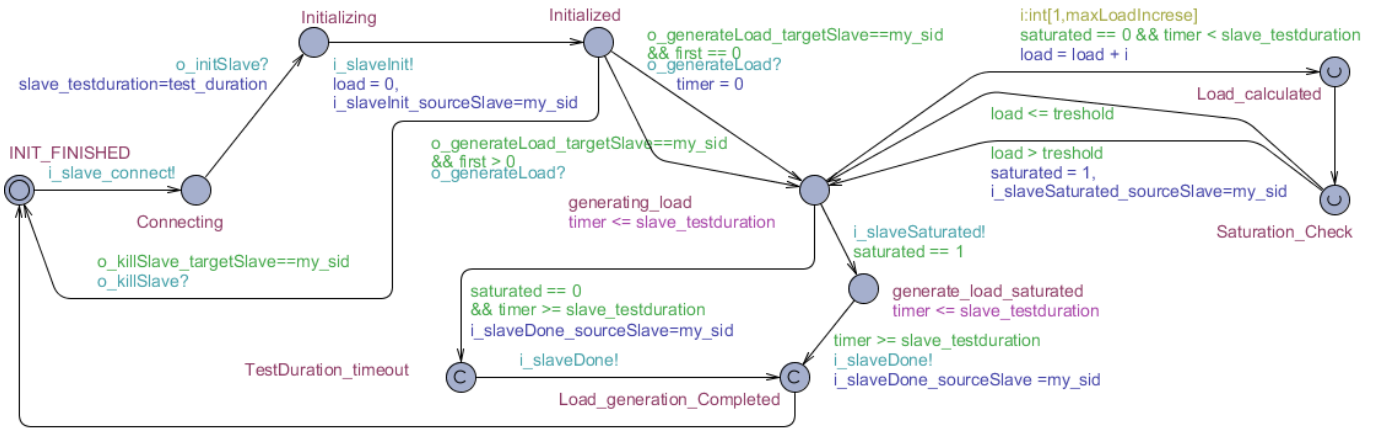 Initializing
Initialized
o_initSlave?
slave_testduration=test_duration
i_slaveInit!
load = 0,
i_slaveInit_sourceSlave=my_sid
o_generateLoad_targetSlave==my_sid
&& first == 0
o_generateLoad?
timer = 0
i:int[1,maxLoadIncrese]
saturated == 0 && timer < slave_testduration
load = load + i
Load_calculated
load <= treshold
load > treshold
saturated = 1,
i_slaveSaturated_sourceSlave=my_sid
Saturation_Check
INIT_FINISHED
i_slave_connect!
Connecting
o_generateLoad_targetSlave==my_sid
&& first > 0
o_generateLoad?
generating_load
timer <= slave_testduration
o_killSlave_targetSlave==my_sid
o_killSlave?
i_slaveSaturated!
saturated == 1
generate_load_saturated
timer <= slave_testduration
saturated == 0
&& timer >= slave_testduration
i_slaveDone_sourceSlave=my_sid
timer >= slave_testduration
i_slaveDone!
i_slaveDone_sourceSlave =my_sid
TestDuration_timeout
C
i_slaveDone!
C
Load_generation_Completed